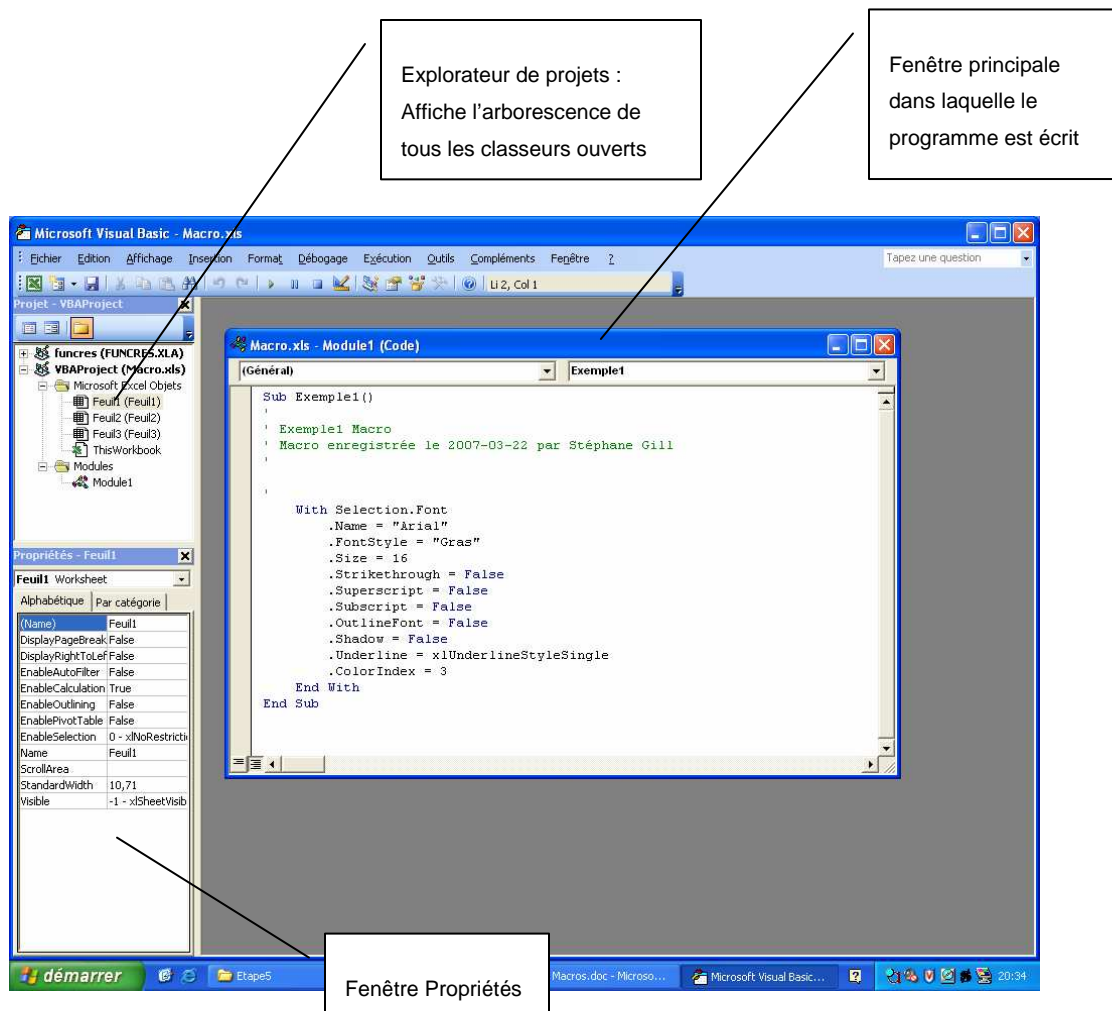 Explorateur de projets :
Affiche l'arborescence de
tous les classeurs ouverts
Fenêtre principale
dans laquelle le
programme est écrit
Microsoft Visual Basic - Macro.xls
Fichier Edition Affichage Insertion Format Débogage Exécution Outils Compléments Fenêtre ?
Tapez une question
Li 2, Col 1
Projet - VBAProject
funcres (FUNCRES.XLA)
VBAProject (Macro.xls)
Microsoft Excel Objets
Feuil1 (Feuil1)
Feuil2 (Feuil2)
Feuil3 (Feuil3)
ThisWorkbook
Modules
Module1
Macro.xls - Module1 (Code)
(Général) Exemple1
Sub Exemple1()
'
' Exemple1 Macro
' Macro enregistrée le 2007-03-22 par Stéphane Gill
'
'
With Selection.Font
.Name = "Arial"
.FontStyle = "Gras"
.Size = 16
.Strikethrough = False
.Superscript = False
.Subscript = False
.OutlineFont = False
.Shadow = False
.Underline = xlUnderlineStyleSingle
.ColorIndex = 3
End With
End Sub
Propriétés - Feuil1
Feuil1 Worksheet
Alphabétique Par catégorie
(Name) Feuil1
DisplayPageBreak False
DisplayRightToLef False
EnableAutoFilter False
EnableCalculation True
EnableOutlining False
EnablePivotTable False
EnableSelection 0 - xlNoRestricti
Name Feuil1
ScrollArea
StandardWidth 10,71
Visible -1 - xlSheetVisib
Fenêtre Propriétés
démarrer Etape5 Macros.doc - Microso... Microsoft Visual Basic... 20:34